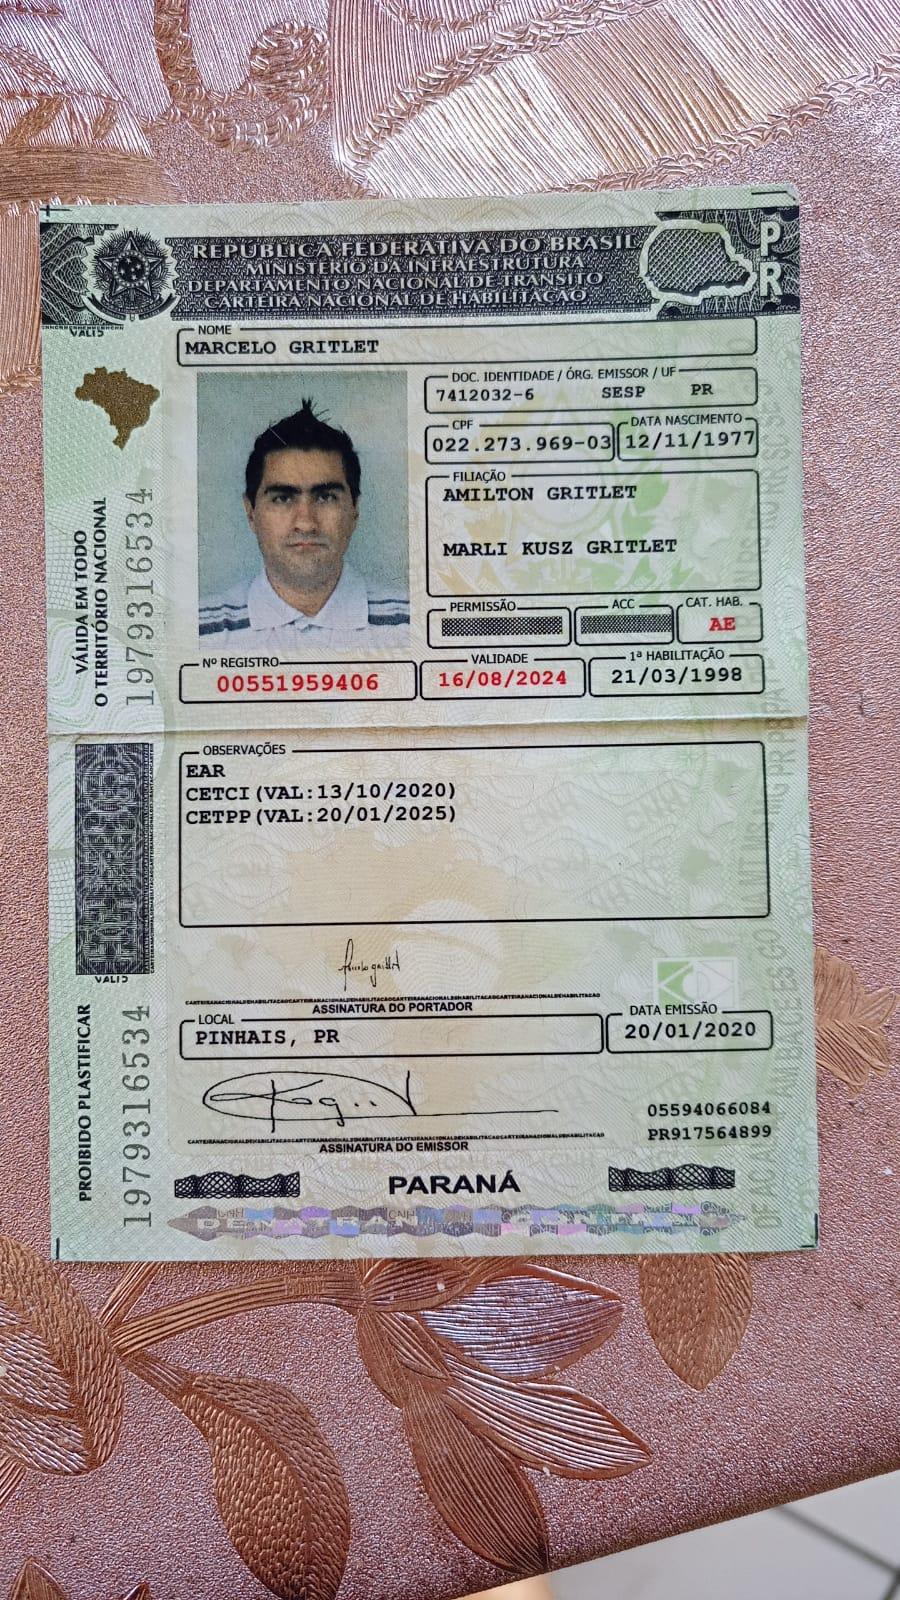 REPÚBLICA FEDERATIVA DO BRASIL
MINISTÉRIO DA INFRAESTRUTURA
DEPARTAMENTO NACIONAL DE TRÂNSITO
CARTEIRA NACIONAL DE HABILITAÇÃO
PR
NOME
MARCELO GRITLET
DOC. IDENTIDADE / ÓRG. EMISSOR / UF
7412032-6 SESP PR
CPF
022.273.969-03
DATA NASCIMENTO
12/11/1977
FILIAÇÃO
AMILTON GRITLET
MARLI KUSZ GRITLET
PERMISSÃO
ACC
CAT. HAB.
AE
Nº REGISTRO
00551959406
VALIDADE
16/08/2024
1ª HABILITAÇÃO
21/03/1998
VÁLIDA EM TODO
O TERRITÓRIO NACIONAL
1979316534
OBSERVAÇÕES
EAR
CETCI(VAL:13/10/2020)
CETPP(VAL:20/01/2025)
ASSINATURA DO PORTADOR
LOCAL
PINHAIS, PR
DATA EMISSÃO
20/01/2020
05594066084
PR917564899
ASSINATURA DO EMISSOR
PROIBIDO PLASTIFICAR
1979316534
PARANÁ